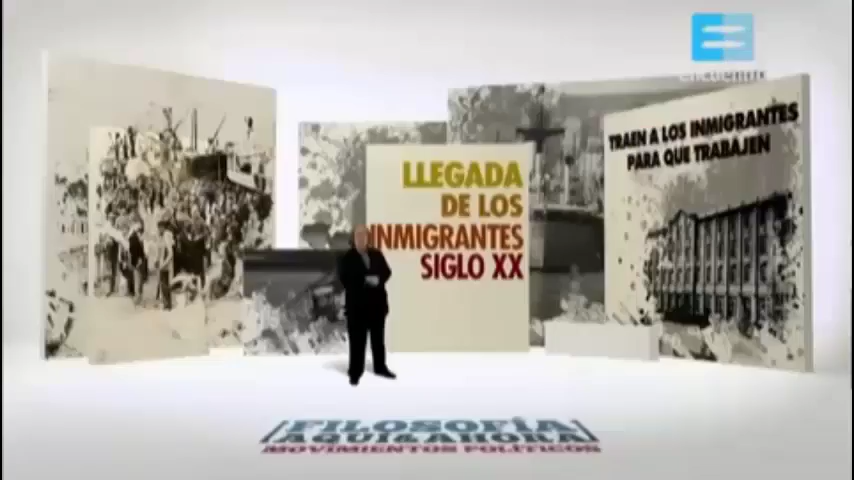 TRAEN A LOS INMIGRANTES
PARA QUE TRABAJEN
LLEGADA
DE LOS
INMIGRANTES
SIGLO XX
[FILOSOFÍA
AQUÍ & AHORA]
MOVIMIENTOS POLÍTICOS